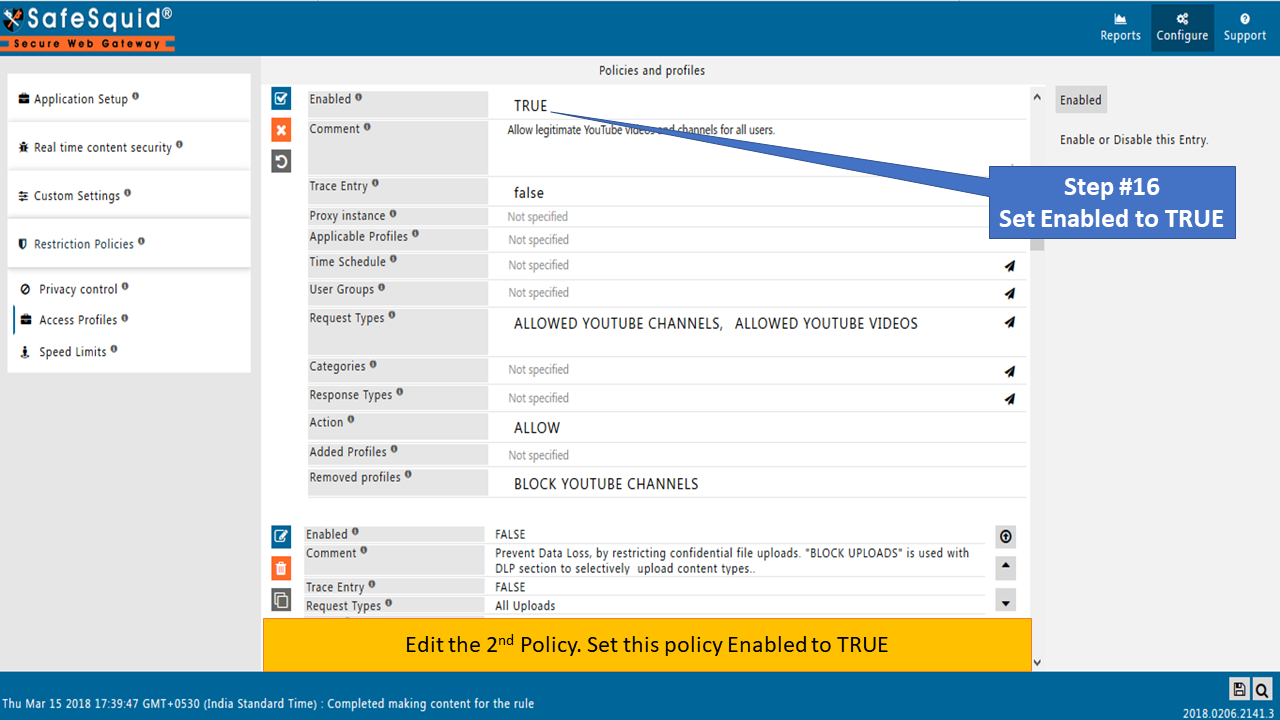 SafeSquid®
Secure Web Gateway
Reports
Configure
Support
Application Setup
Real time content security
Custom Settings
Restriction Policies
Privacy control
Access Profiles
Speed Limits
Policies and profiles
Enabled TRUE
Comment Allow legitimate YouTube videos and channels for all users.
Trace Entry false
Proxy instance Not specified
Applicable Profiles Not specified
Time Schedule Not specified
User Groups Not specified
Request Types ALLOWED YOUTUBE CHANNELS, ALLOWED YOUTUBE VIDEOS
Categories Not specified
Response Types Not specified
Action ALLOW
Added Profiles Not specified
Removed profiles BLOCK YOUTUBE CHANNELS
Enabled FALSE
Comment Prevent Data Loss, by restricting confidential file uploads. "BLOCK UPLOADS" is used with
DLP section to selectively upload content types..
Trace Entry FALSE
Request Types All Uploads
Enabled
Enable or Disable this Entry.
Step #16
Set Enabled to TRUE
Edit the 2nd Policy. Set this policy Enabled to TRUE
Thu Mar 15 2018 17:39:47 GMT+0530 (India Standard Time) : Completed making content for the rule
2018.0206.2141.3